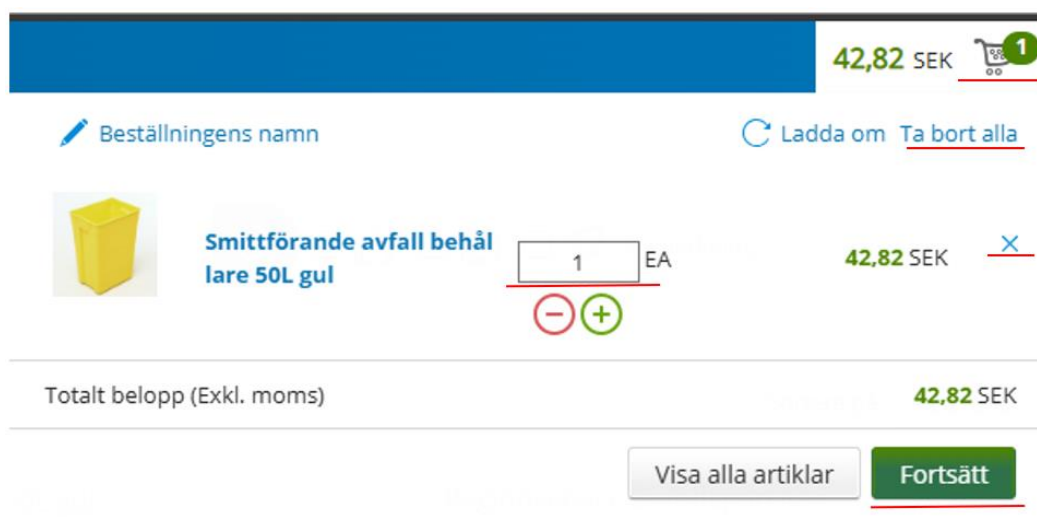 42,82 SEK 1
Beställningens namn Ladda om Ta bort alla
Smittförande avfall behål
lare 50L gul
1 EA 42,82 SEK
Totalt belopp (Exkl. moms) 42,82 SEK
Visa alla artiklar Fortsätt